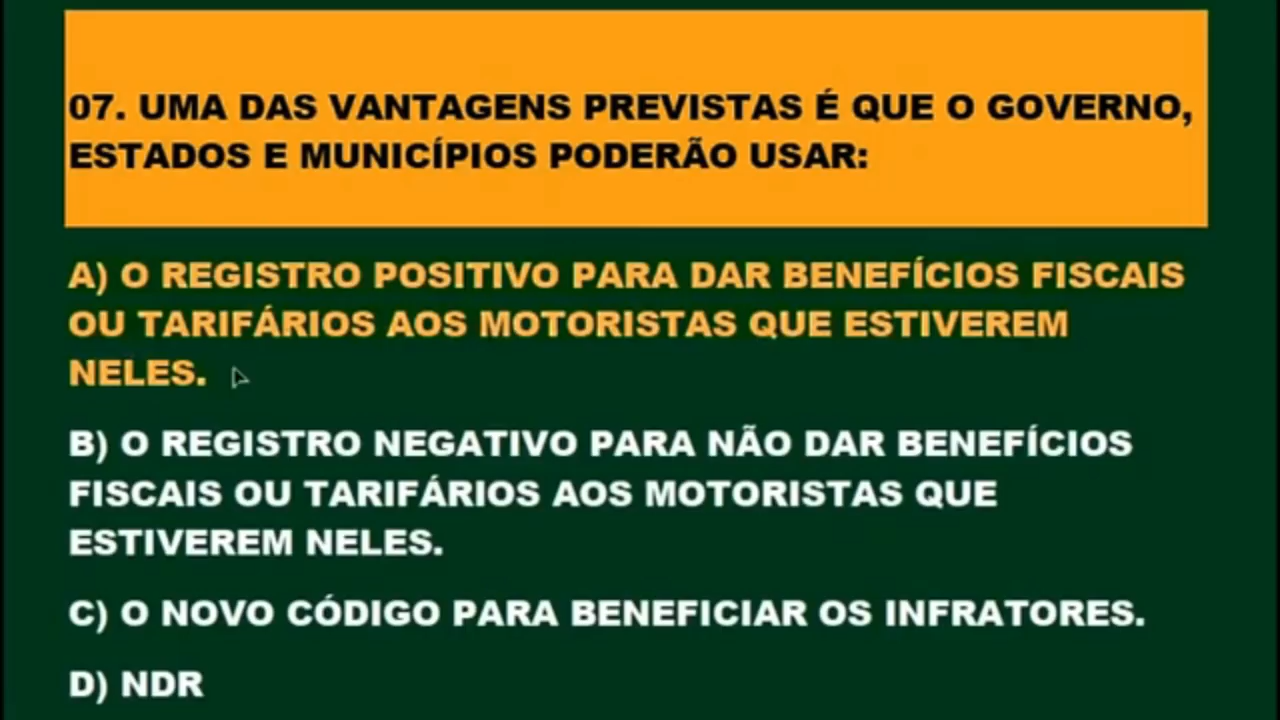 07. UMA DAS VANTAGENS PREVISTAS É QUE O GOVERNO,
ESTADOS E MUNICÍPIOS PODERÃO USAR:
A) O REGISTRO POSITIVO PARA DAR BENEFÍCIOS FISCAIS
OU TARIFÁRIOS AOS MOTORISTAS QUE ESTIVEREM
NELES.
B) O REGISTRO NEGATIVO PARA NÃO DAR BENEFÍCIOS
FISCAIS OU TARIFÁRIOS AOS MOTORISTAS QUE
ESTIVEREM NELES.
C) O NOVO CÓDIGO PARA BENEFICIAR OS INFRATORES.
D) NDR